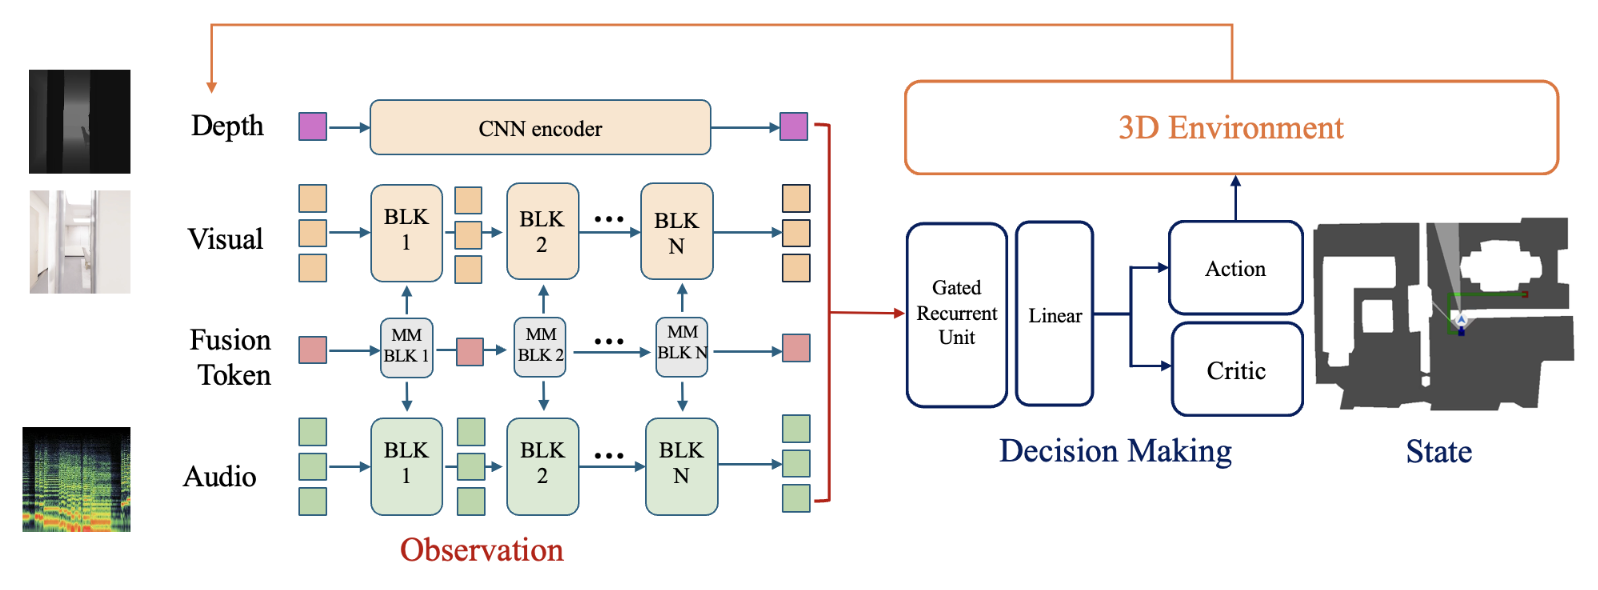 Depth
CNN encoder
3D Environment
Visual
BLK
1
BLK
2
...
BLK
N
Fusion
Token
MM
BLK 1
MM
BLK 2
...
MM
BLK N
Audio
BLK
1
BLK
2
...
BLK
N
Observation
Gated
Recurrent
Unit
Linear
Action
Critic
Decision Making
State